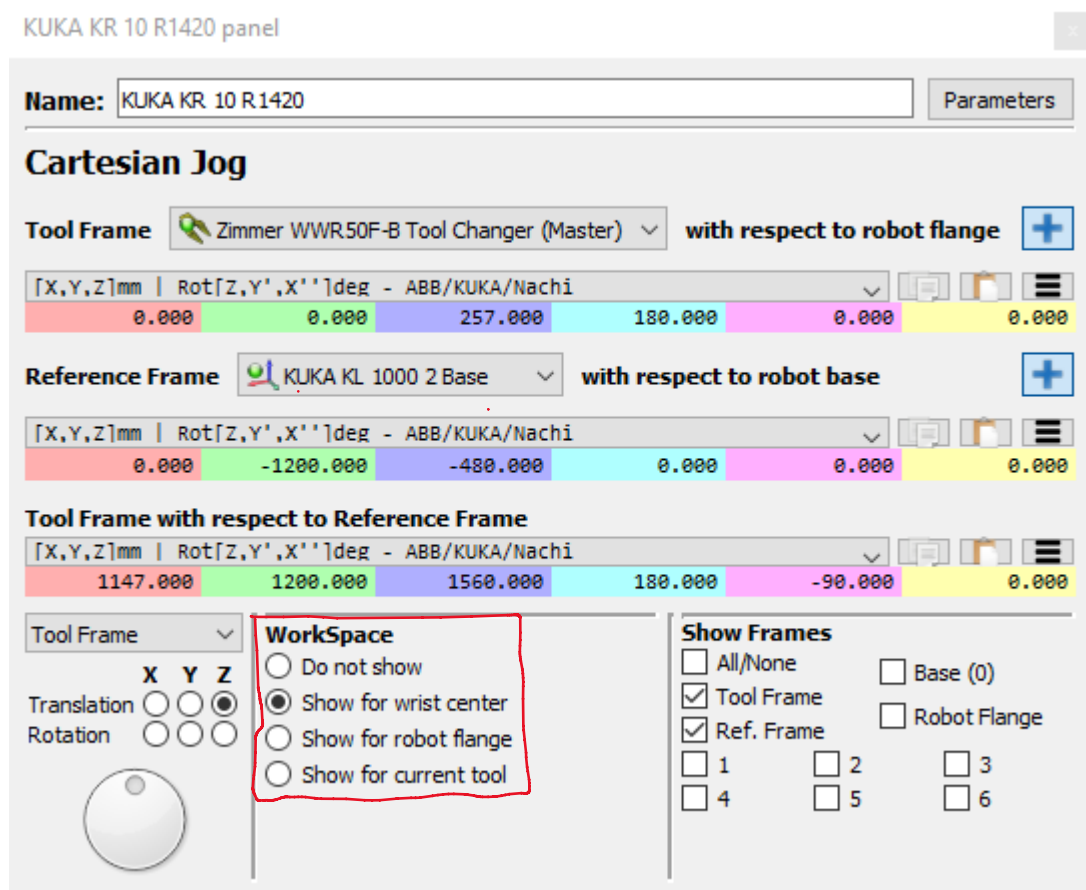 KUKA KR 10 R1420 panel
x
Name: KUKA KR 10 R1420 Parameters
Cartesian Jog
Tool Frame Zimmer WWR50F-B Tool Changer (Master) with respect to robot flange
[X,Y,Z]mm | Rot[Z,Y',X'']deg - ABB/KUKA/Nachi
0.000 0.000 257.000 180.000 0.000 0.000
Reference Frame KUKA KL 1000 2 Base with respect to robot base
[X,Y,Z]mm | Rot[Z,Y',X'']deg - ABB/KUKA/Nachi
0.000 -1200.000 -480.000 0.000 0.000 0.000
Tool Frame with respect to Reference Frame
[X,Y,Z]mm | Rot[Z,Y',X'']deg - ABB/KUKA/Nachi
1147.000 1200.000 1560.000 180.000 -90.000 0.000
Tool Frame
X Y Z
Translation
Rotation
WorkSpace
Do not show
Show for wrist center
Show for robot flange
Show for current tool
Show Frames
All/None
Base (0)
Tool Frame
Robot Flange
Ref. Frame
1 2 3
4 5 6